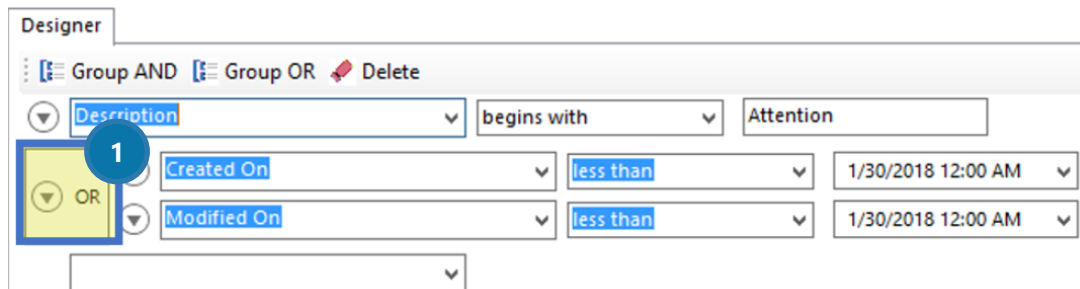 Designer
Group AND Group OR Delete
Description begins with Attention
1
Created On less than 1/30/2018 12:00 AM
OR
Modified On less than 1/30/2018 12:00 AM